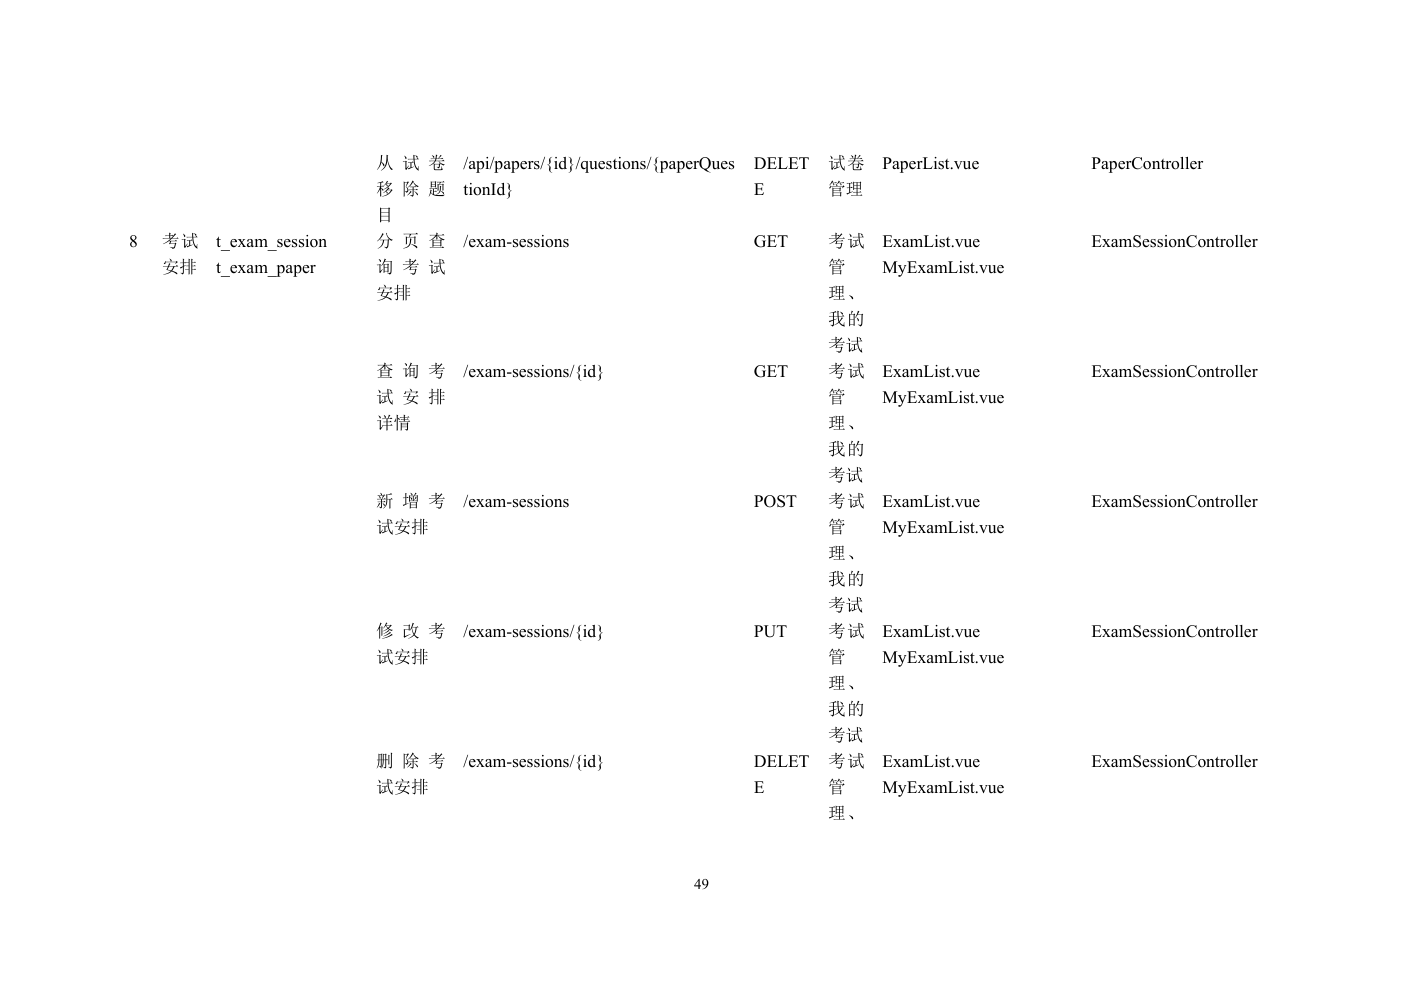 从试卷 /api/papers/{id}/questions/{paperQues DELET 试卷 PaperList.vue PaperController
移除题 tionId} E 管理
目
8 考试 t_exam_session 分页查 /exam-sessions GET 考试 ExamList.vue ExamSessionController
安排 t_exam_paper 询考试 管 MyExamList.vue
安排 理、
我的
考试
查询考 /exam-sessions/{id} GET 考试 ExamList.vue ExamSessionController
试安排 管 MyExamList.vue
详情 理、
我的
考试
新增考 /exam-sessions POST 考试 ExamList.vue ExamSessionController
试安排 管 MyExamList.vue
理、
我的
考试
修改考 /exam-sessions/{id} PUT 考试 ExamList.vue ExamSessionController
试安排 管 MyExamList.vue
理、
我的
考试
删除考 /exam-sessions/{id} DELET 考试 ExamList.vue ExamSessionController
试安排 E 管 MyExamList.vue
理、
49